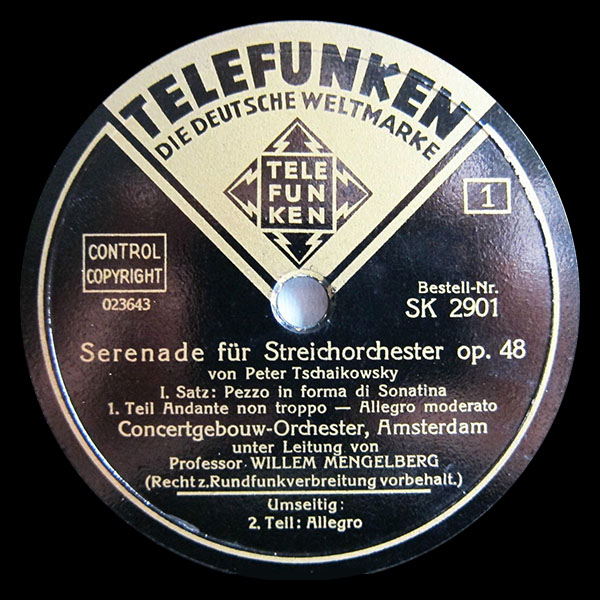 TELEFUNKEN
DIE DEUTSCHE WELTMARKE
TELE
FUN
KEN
1
CONTROL
COPYRIGHT
023643
Bestell-Nr.
SK 2901
Serenade für Streichorchester op. 48
von Peter Tschaikowsky
I. Satz: Pezzo in forma di Sonatina
1. Teil Andante non troppo — Allegro moderato
Concertgebouw-Orchester, Amsterdam
unter Leitung von
Professor WILLEM MENGELBERG
(Recht z. Rundfunkverbreitung vorbehalt.)
Umseitig:
2. Teil: Allegro